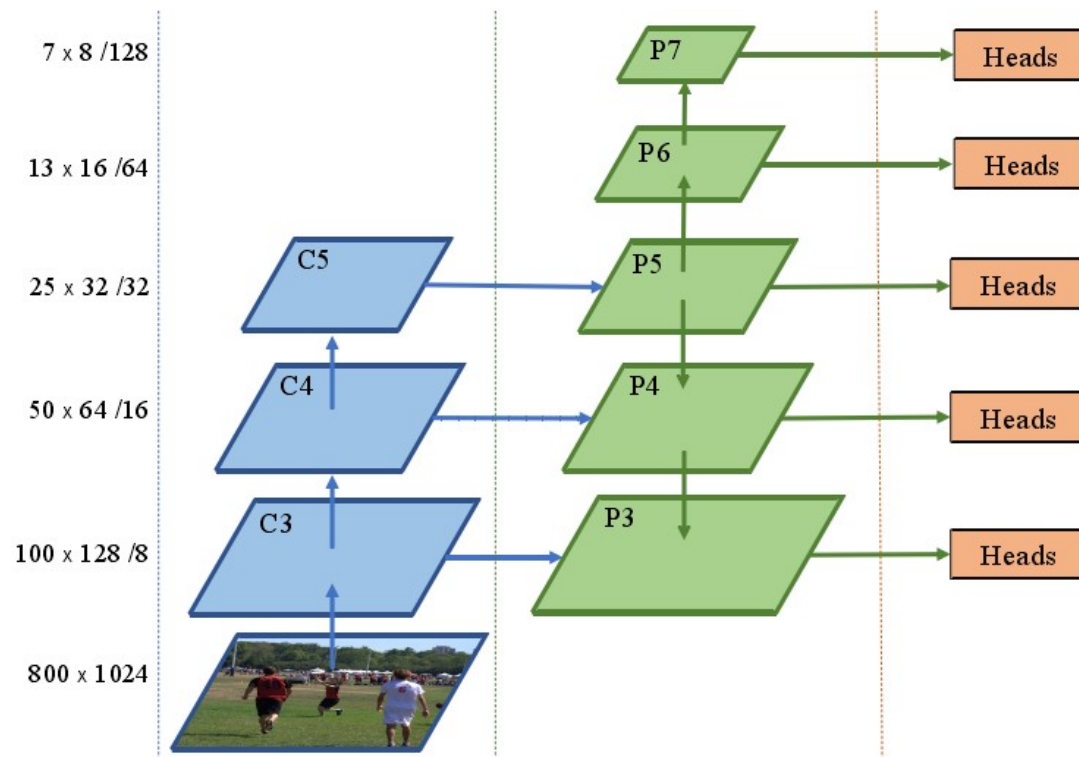 7 x 8 /128
P7
Heads
13 x 16 /64
P6
Heads
25 x 32 /32
C5
P5
Heads
50 x 64 /16
C4
P4
Heads
100 x 128 /8
C3
P3
Heads
800 x 1024